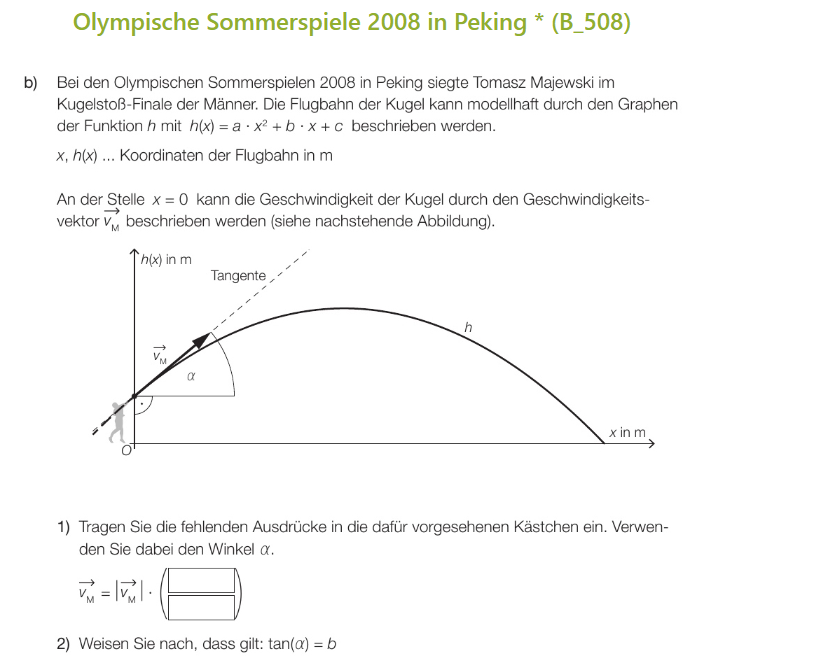 Olympische Sommerspiele 2008 in Peking * (B_508)
b) Bei den Olympischen Sommerspielen 2008 in Peking siegte Tomasz Majewski im
Kugelstoß-Finale der Männer. Die Flugbahn der Kugel kann modellhaft durch den Graphen
der Funktion h mit h(x) = a · x² + b · x + c beschrieben werden.
x, h(x) ... Koordinaten der Flugbahn in m
An der Stelle x = 0 kann die Geschwindigkeit der Kugel durch den Geschwindigkeits-
vektor v⃗_M beschrieben werden (siehe nachstehende Abbildung).
h(x) in m
Tangente
h
v⃗_M
α
x in m
O
1) Tragen Sie die fehlenden Ausdrücke in die dafür vorgesehenen Kästchen ein. Verwen-
den Sie dabei den Winkel α.
v⃗_M = |v⃗_M| ·
2) Weisen Sie nach, dass gilt: tan(α) = b